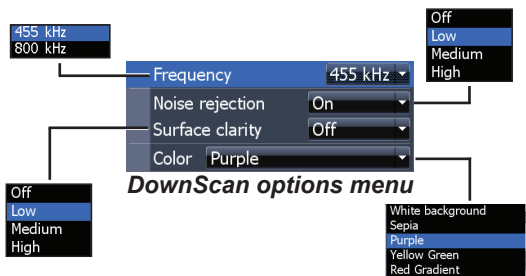 455 kHz
800 kHz
Off
Low
Medium
High
Frequency 455 kHz
Noise rejection On
Surface clarity Off
Color Purple
DownScan options menu
Off
Low
Medium
High
White background
Sepia
Purple
Yellow Green
Red Gradient